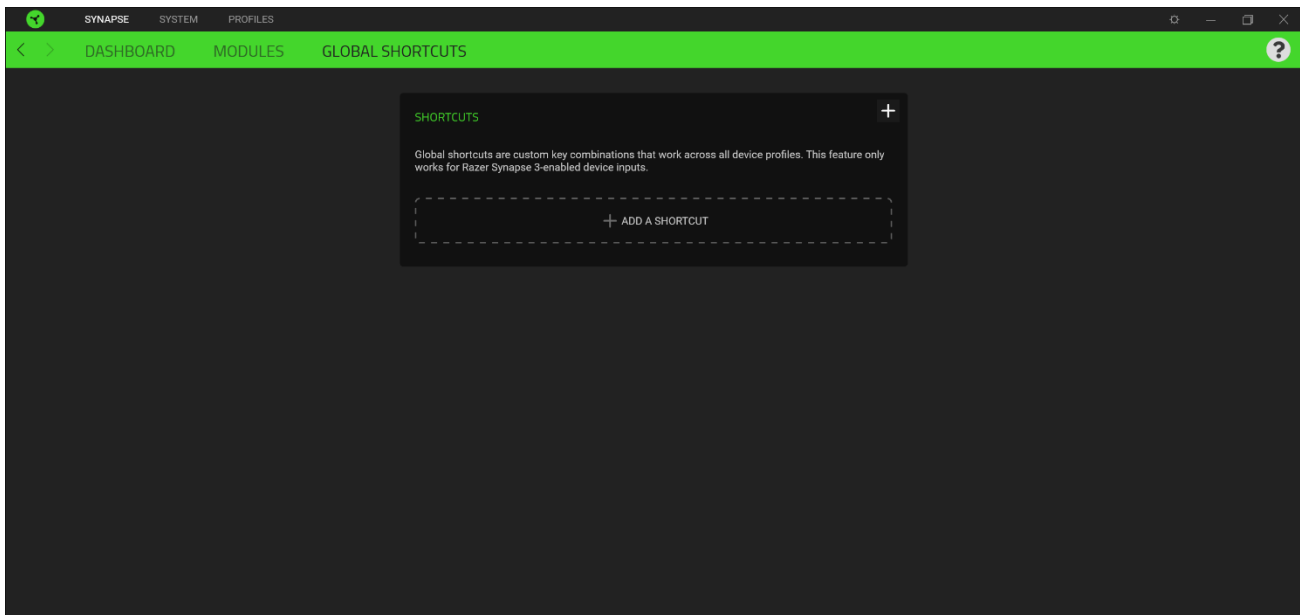 SYNAPSE SYSTEM PROFILES
DASHBOARD MODULES GLOBAL SHORTCUTS ?
SHORTCUTS
Global shortcuts are custom key combinations that work across all device profiles. This feature only
works for Razer Synapse 3-enabled device inputs.
ADD A SHORTCUT